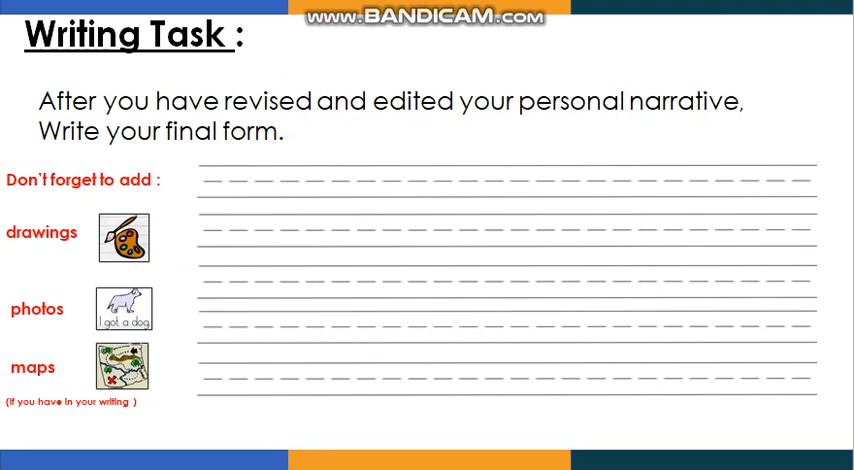 www.BANDICAM.com
Writing Task :
After you have revised and edited your personal narrative,
Write your final form.
Don't forget to add :
drawings
photos
I got a dog.
maps
(if you have in your writing )